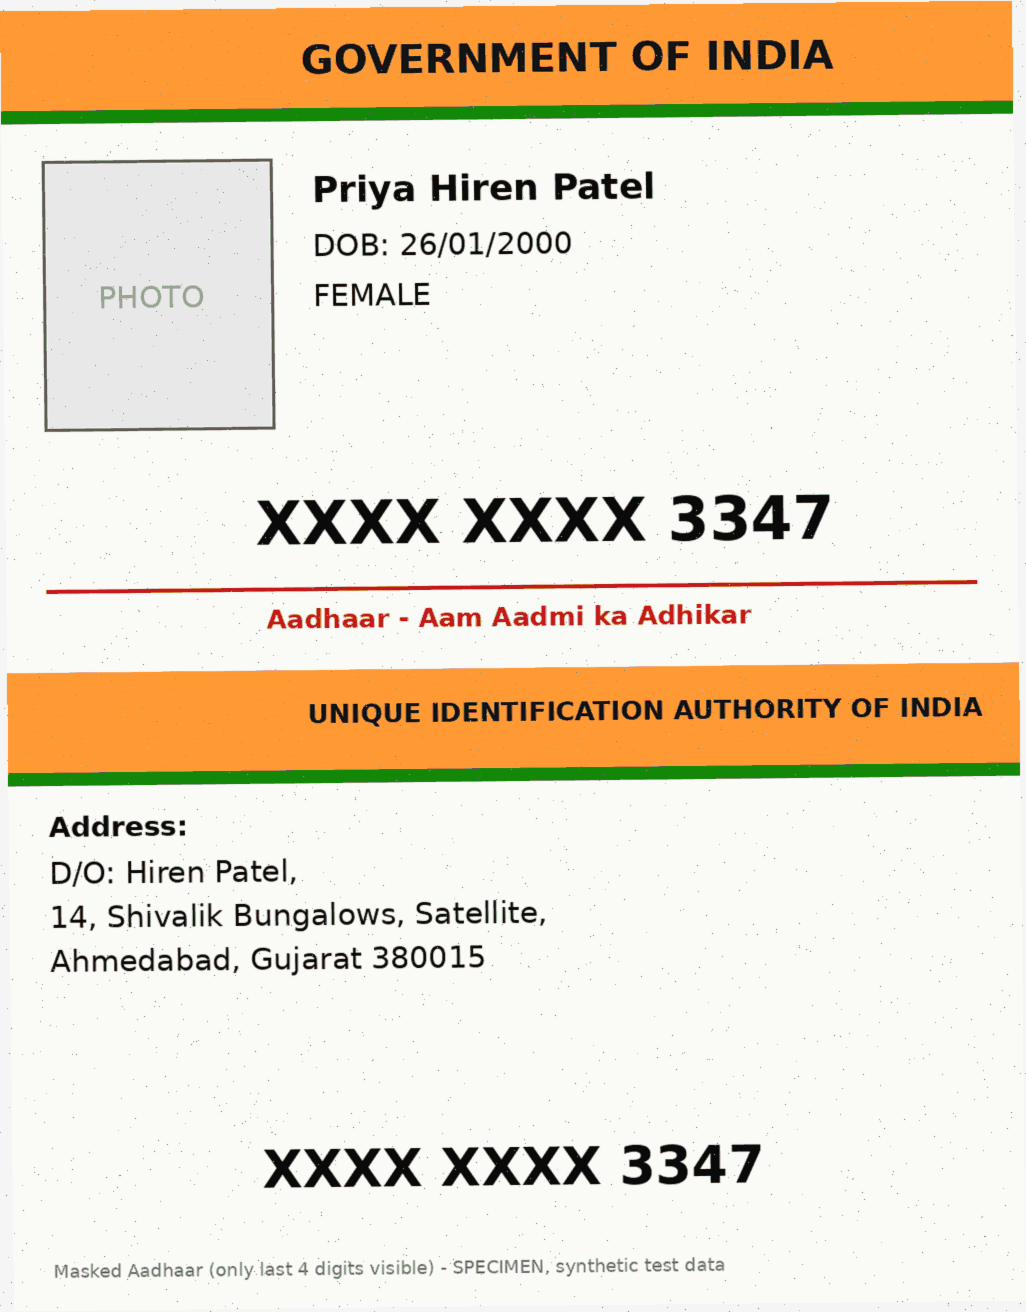 GOVERNMENT OF INDIA
Priya Hiren Patel
DOB: 26/01/2000
FEMALE
PHOTO
XXXX XXXX 3347
Aadhaar - Aam Aadmi ka Adhikar
UNIQUE IDENTIFICATION AUTHORITY OF INDIA
Address:
D/O: Hiren Patel,
14, Shivalik Bungalows, Satellite,
Ahmedabad, Gujarat 380015
XXXX XXXX 3347
Masked Aadhaar (only last 4 digits visible) - SPECIMEN, synthetic test data